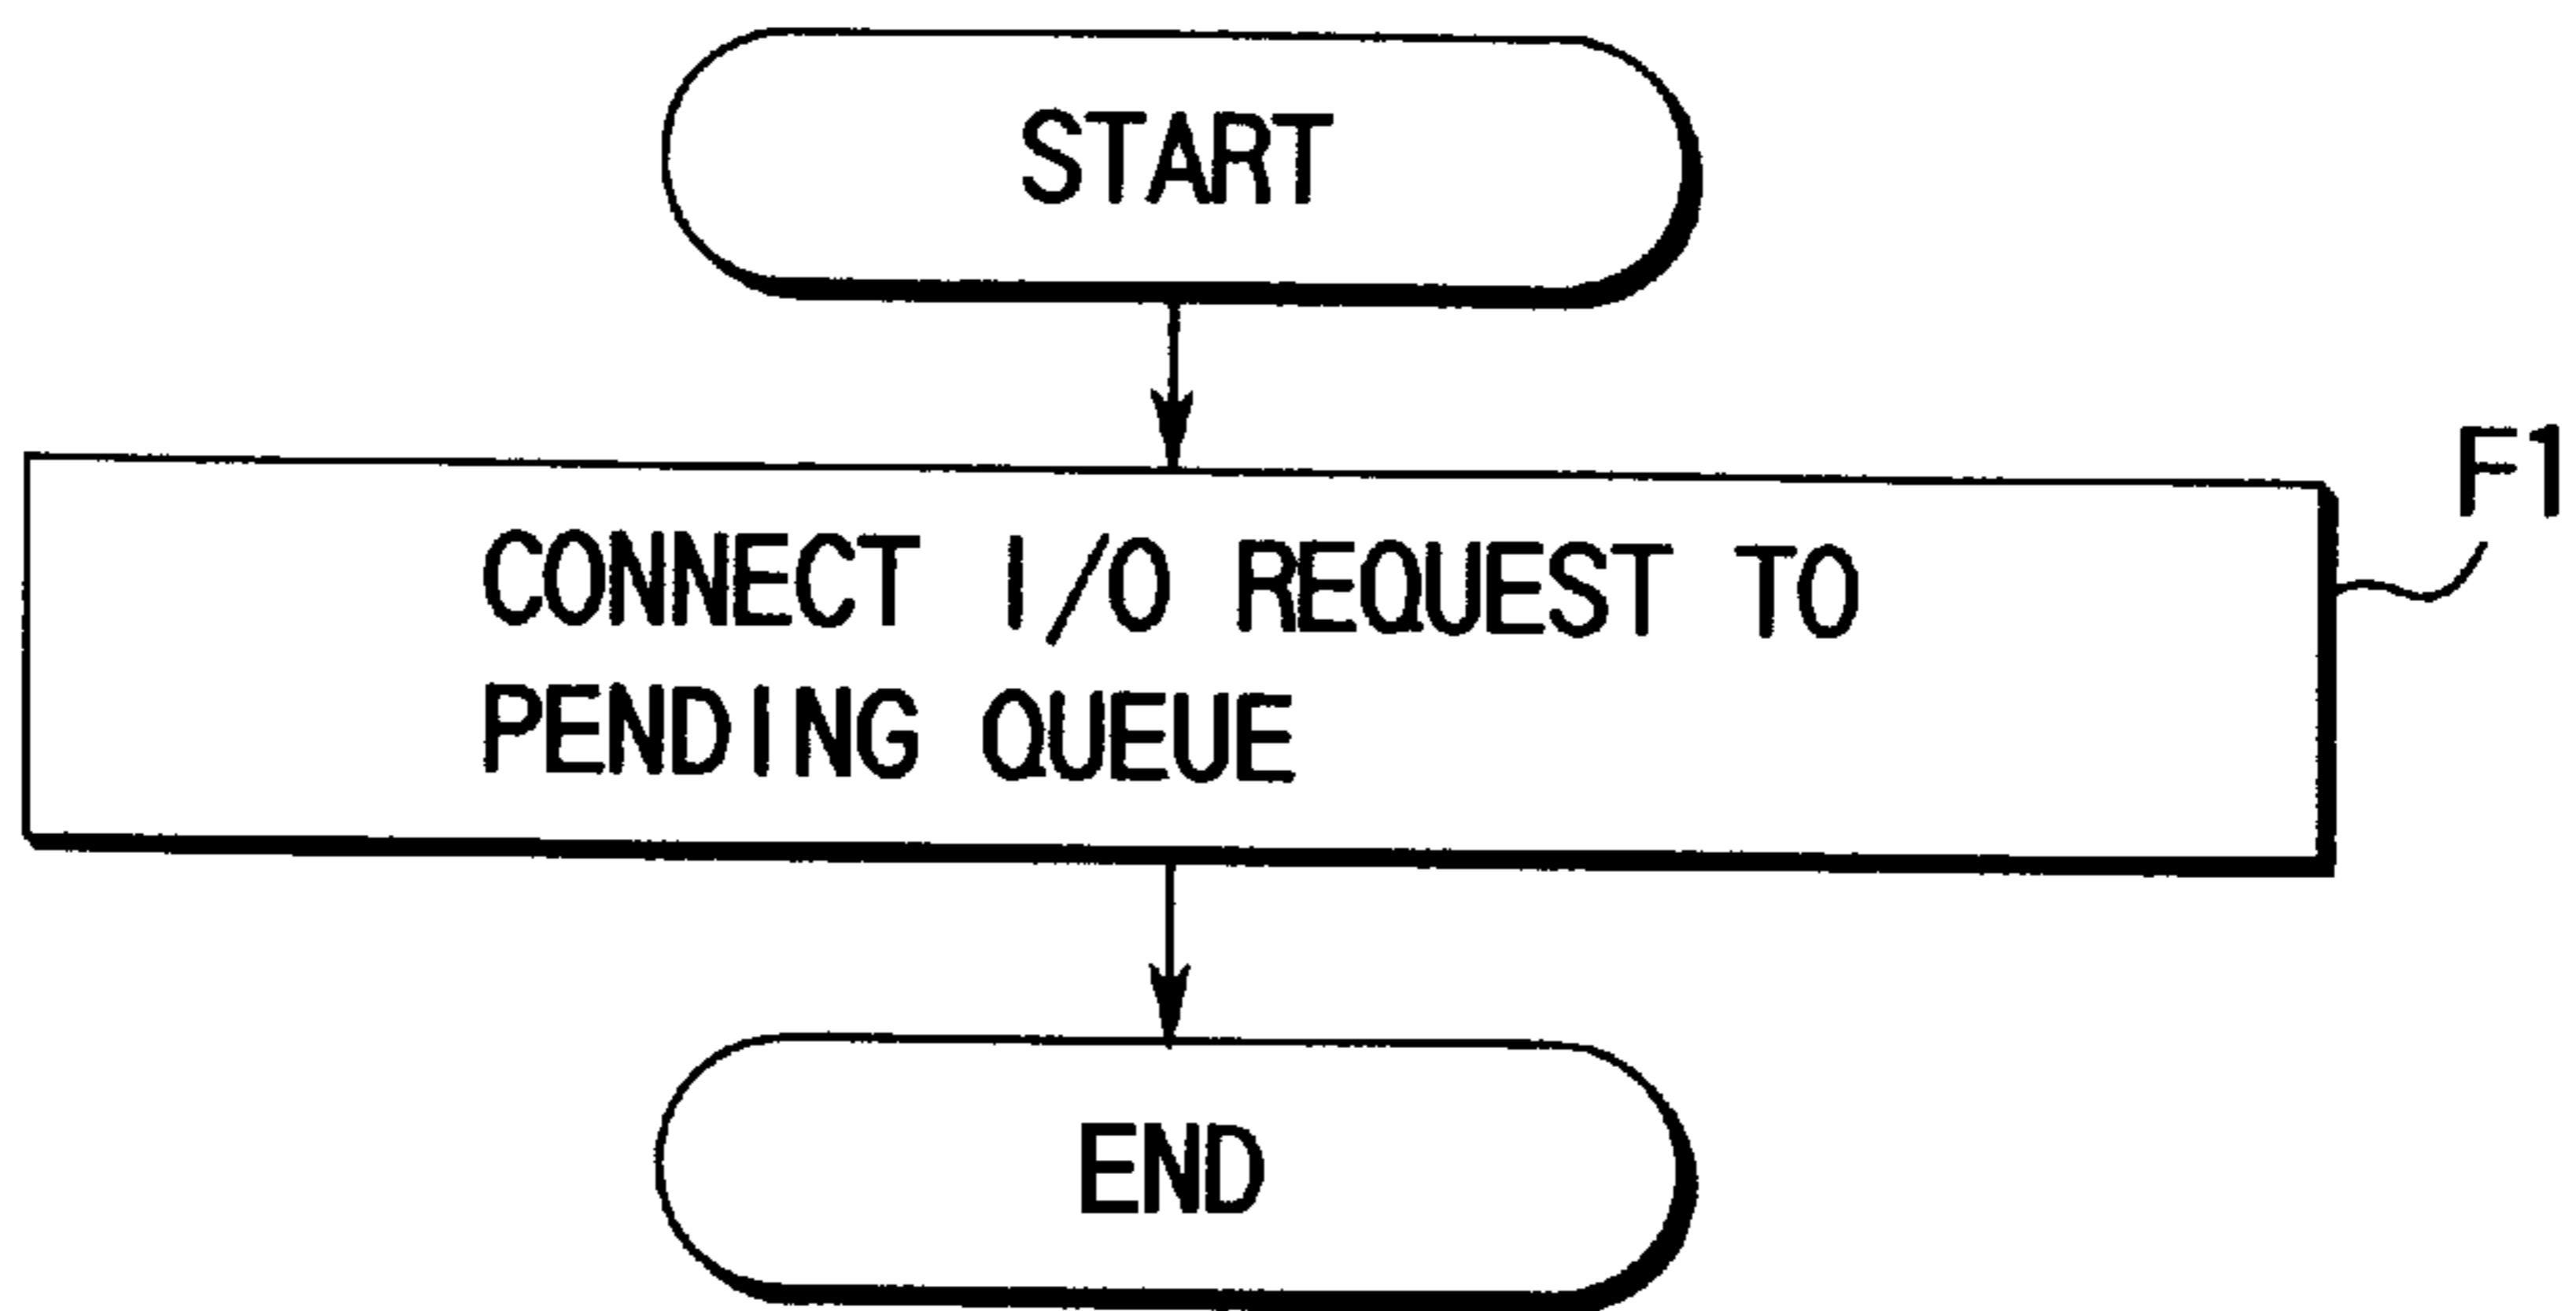 START
F1
CONNECT I/O REQUEST TO
PENDING QUEUE
END